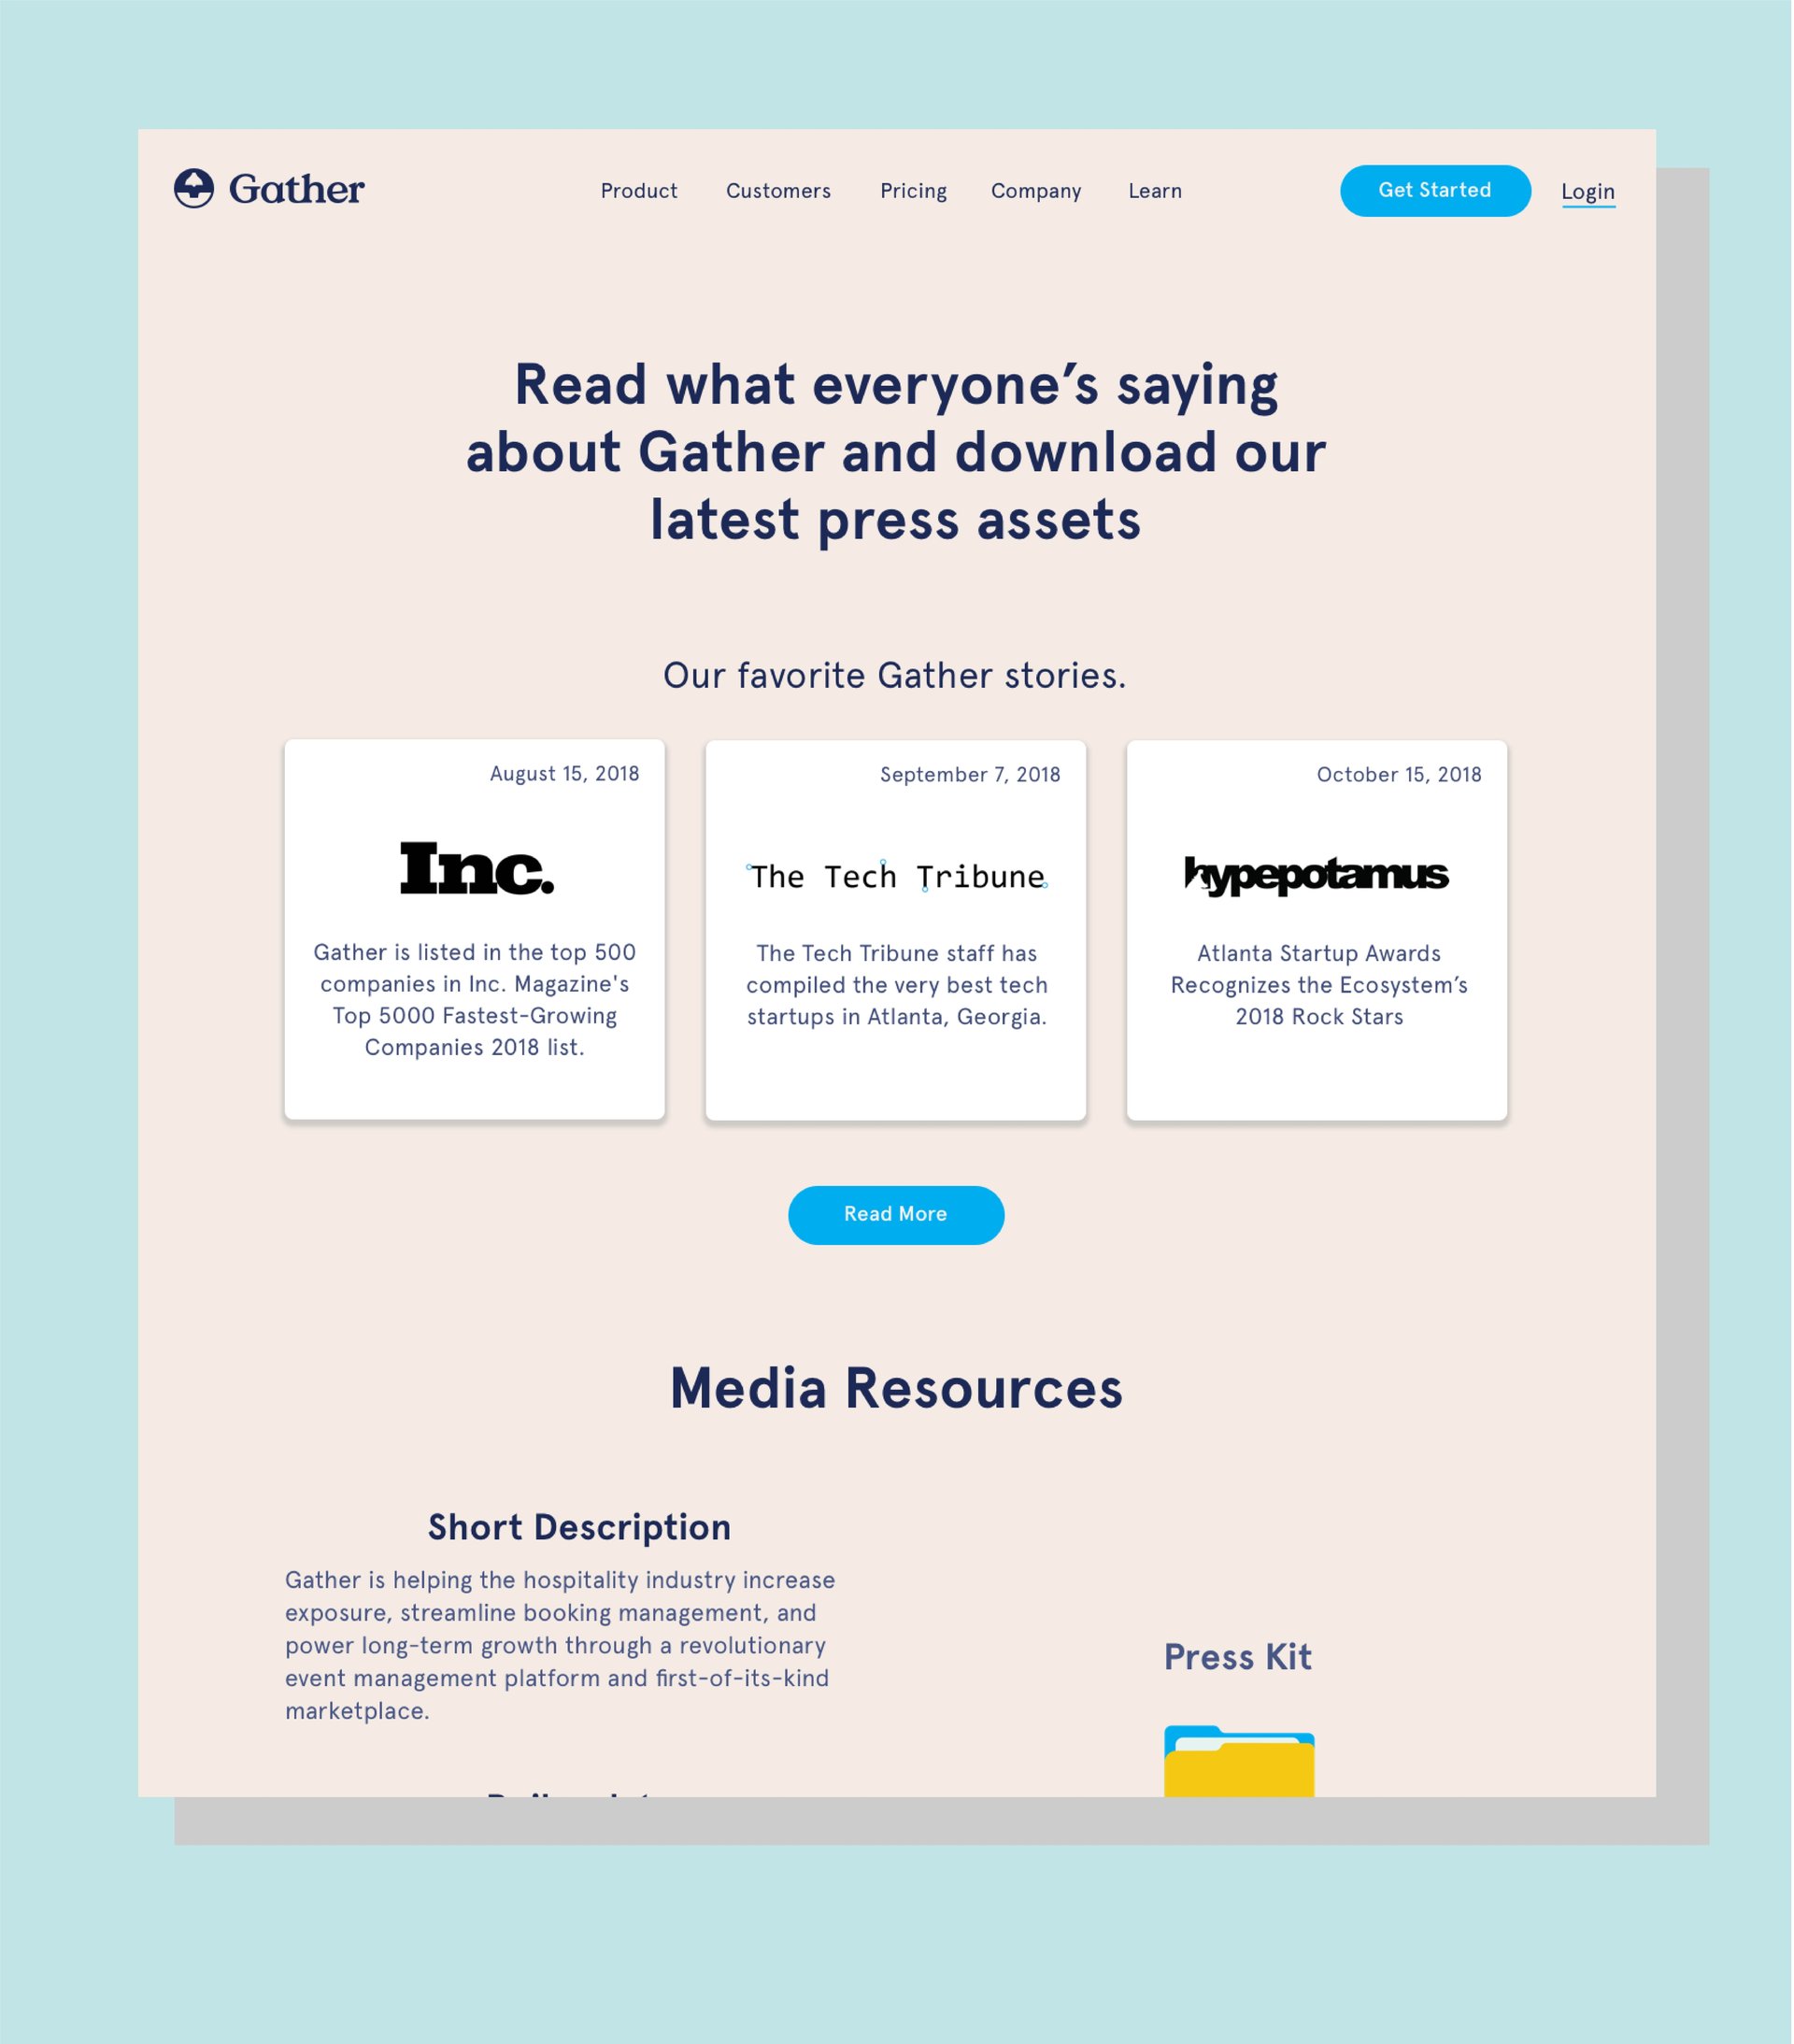 Gather
Product Customers Pricing Company Learn
Get Started
Login
Read what everyone’s saying
about Gather and download our
latest press assets
Our favorite Gather stories.
August 15, 2018
Inc.
Gather is listed in the top 500
companies in Inc. Magazine's
Top 5000 Fastest-Growing
Companies 2018 list.
September 7, 2018
The Tech Tribune
The Tech Tribune staff has
compiled the very best tech
startups in Atlanta, Georgia.
October 15, 2018
hypepotamus
Atlanta Startup Awards
Recognizes the Ecosystem’s
2018 Rock Stars
Read More
Media Resources
Short Description
Gather is helping the hospitality industry increase
exposure, streamline booking management, and
power long-term growth through a revolutionary
event management platform and first-of-its-kind
marketplace.
Press Kit